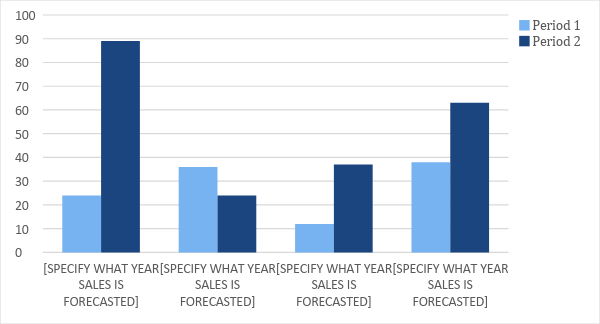 100
90
80
70
60
50
40
30
20
10
0
Period 1
Period 2
[SPECIFY WHAT YEAR
SALES IS
FORECASTED]
[SPECIFY WHAT YEAR
SALES IS
FORECASTED]
[SPECIFY WHAT YEAR
SALES IS
FORECASTED]
[SPECIFY WHAT YEAR
SALES IS
FORECASTED]